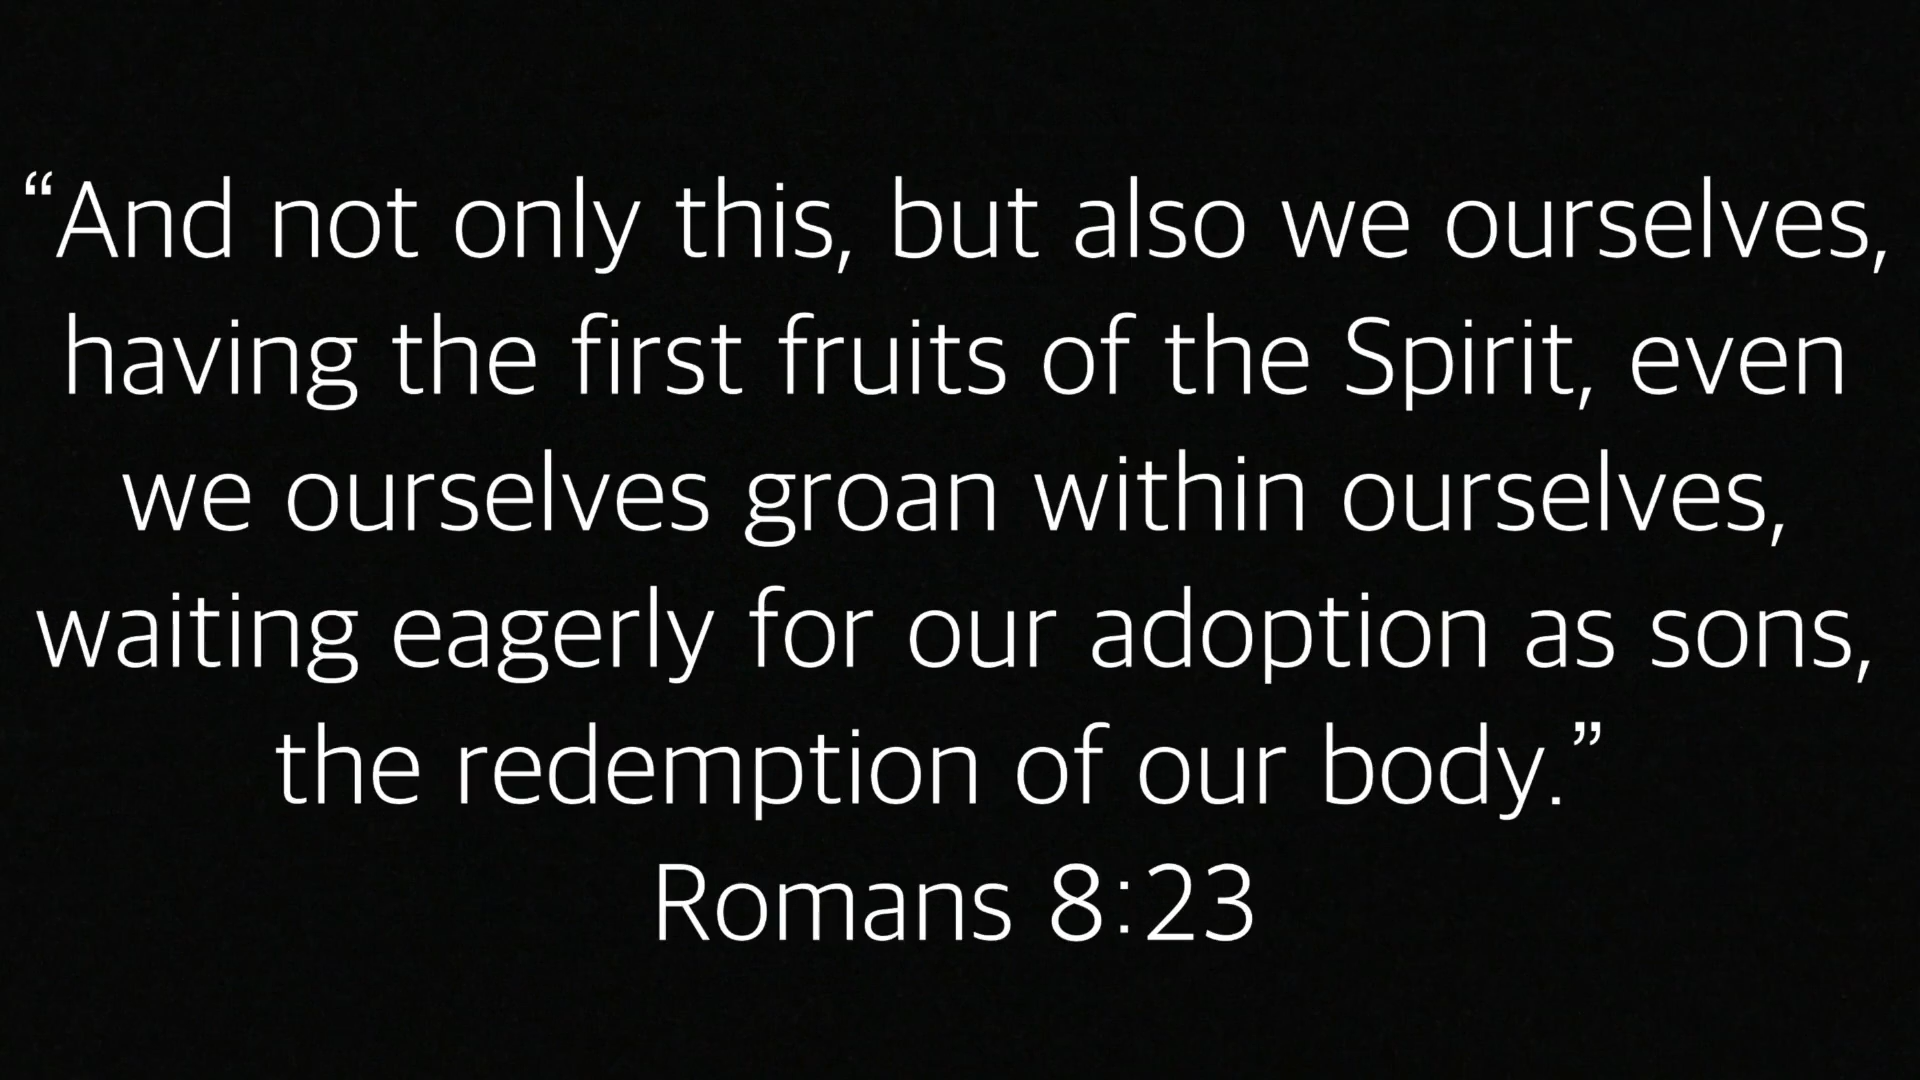 “And not only this, but also we ourselves,
having the first fruits of the Spirit, even
we ourselves groan within ourselves,
waiting eagerly for our adoption as sons,
the redemption of our body.”
Romans 8:23